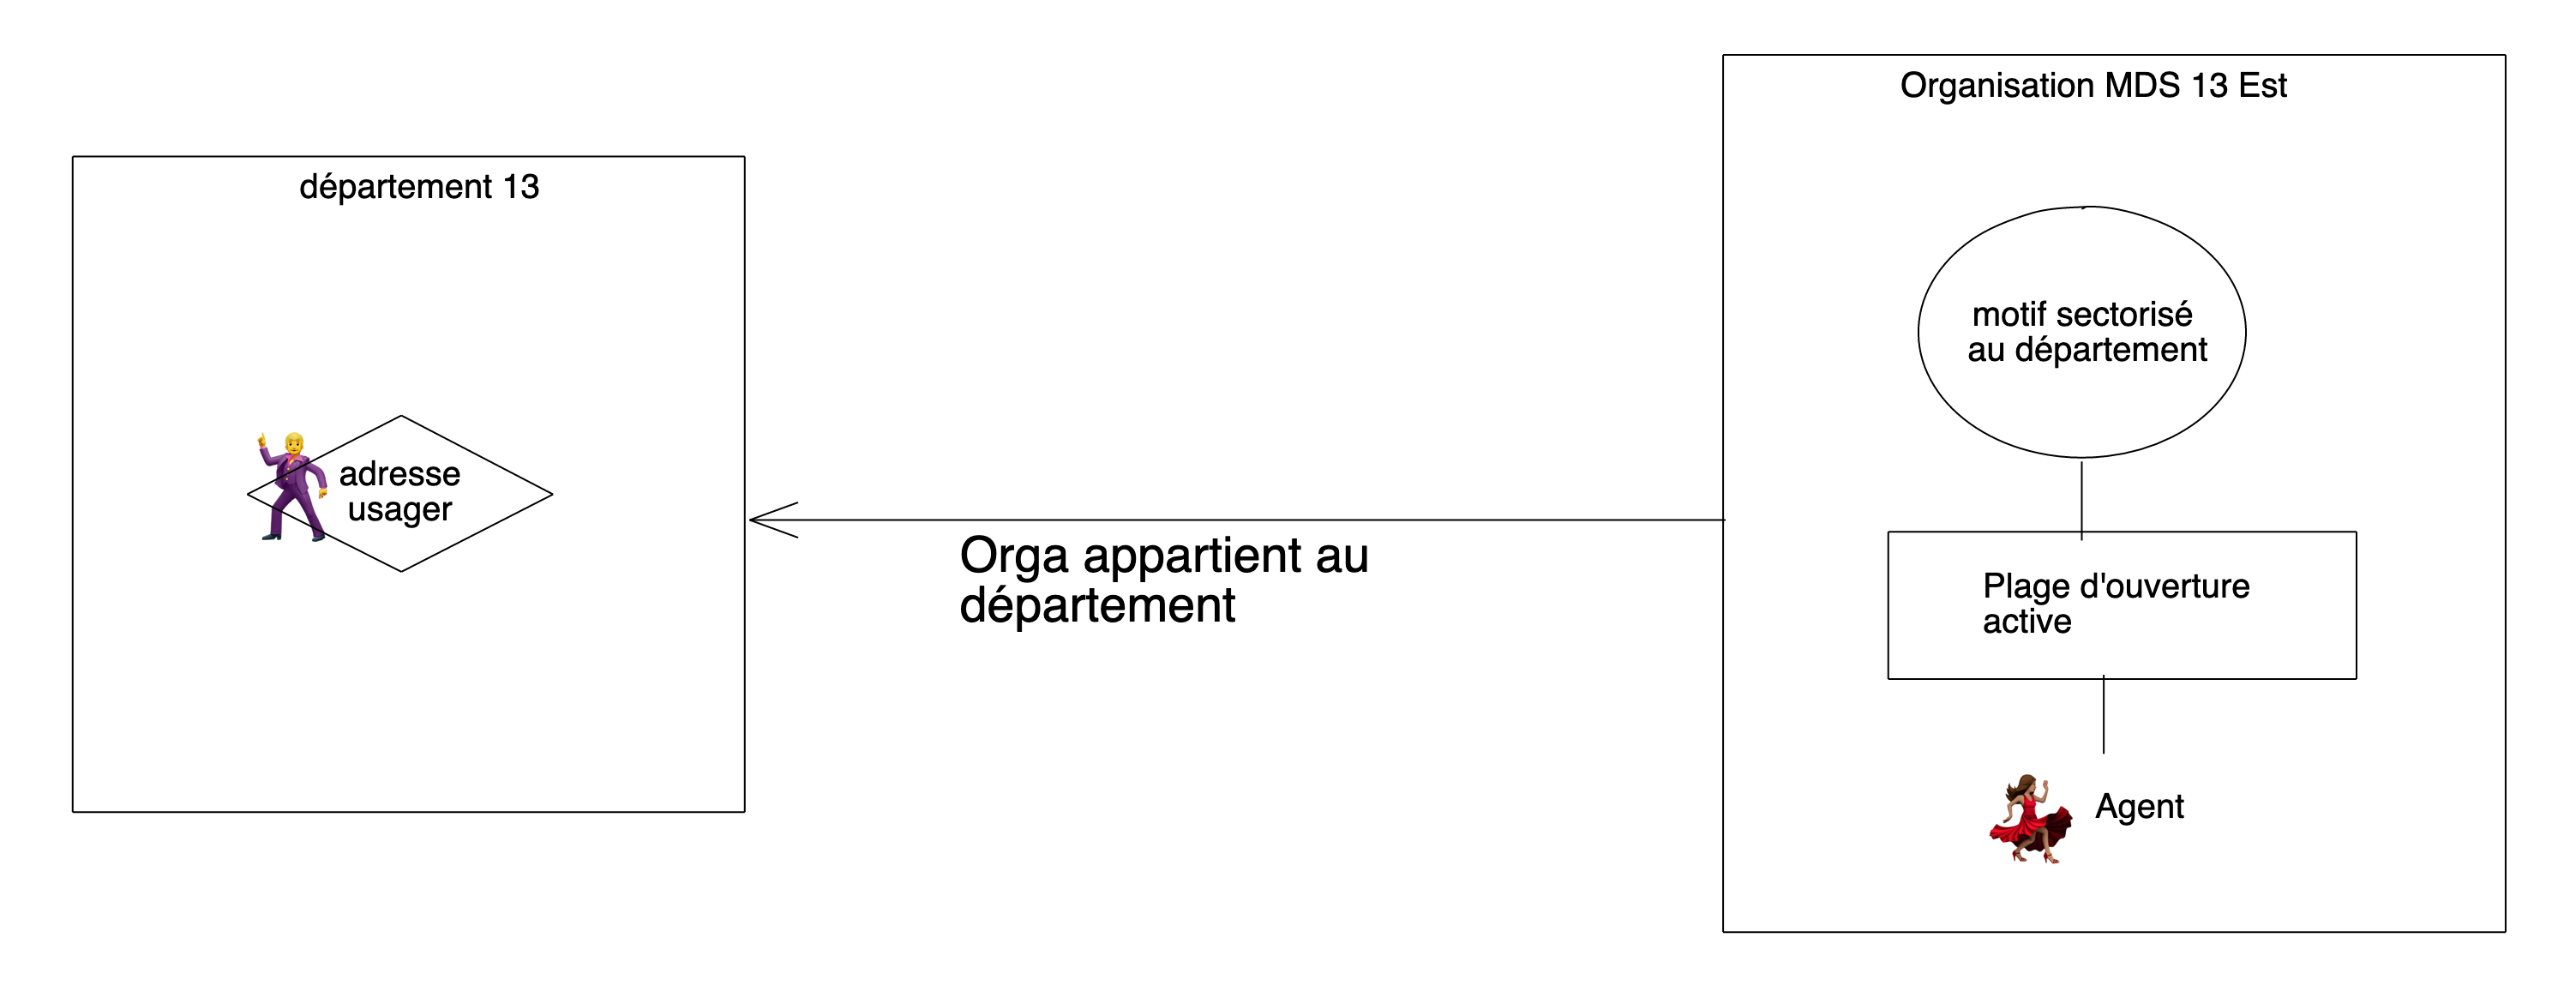 département 13
adresse
usager
Orga appartient au
département
Organisation MDS 13 Est
motif sectorisé
au département
Plage d'ouverture
active
Agent